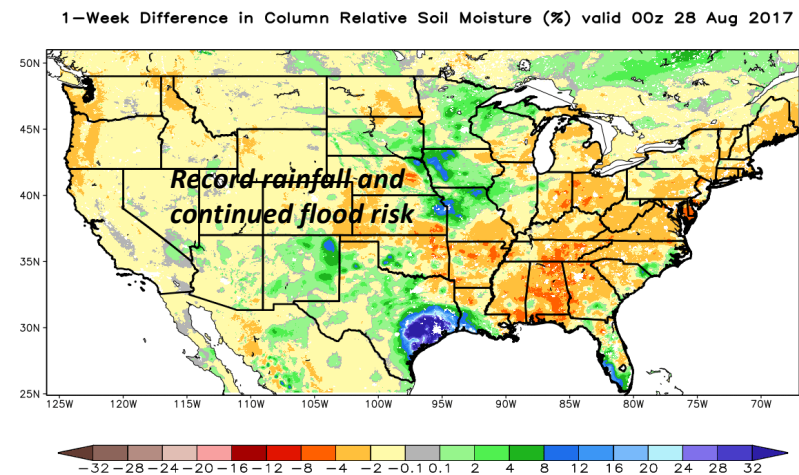 1-Week Difference in Column Relative Soil Moisture (%) valid 00z 28 Aug 2017
50N
45N
40N
35N
30N
25N
Record rainfall and
continued flood risk
125W 120W 115W 110W 105W 100W 95W 90W 85W 80W 75W 70W
-32 -28 -24 -20 -16 -12 -8 -4 -2 -0.1 0.1 2 4 8 12 16 20 24 28 32